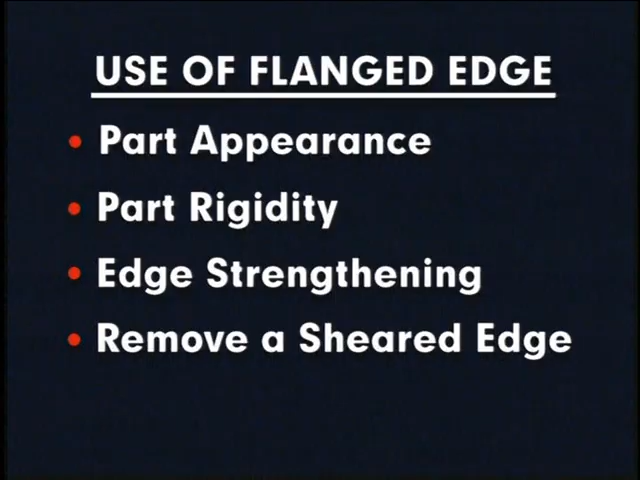 USE OF FLANGED EDGE
• Part Appearance
• Part Rigidity
• Edge Strengthening
• Remove a Sheared Edge